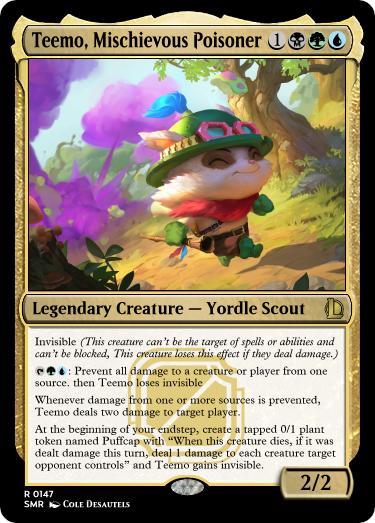 Teemo, Mischievous Poisoner 1
Legendary Creature — Yordle Scout
Invisible (This creature can't be the target of spells or abilities and
can't be blocked, This creature loses this effect if they deal damage.)
: Prevent all damage to a creature or player from one
source. then Teemo loses invisible
Whenever damage from one or more sources is prevented,
Teemo deals two damage to target player.
At the beginning of your endstep, create a tapped 0/1 plant
token named Puffcap with “When this creature dies, if it was
dealt damage this turn, deal 1 damage to each creature target
opponent controls” and Teemo gains invisible.
2/2
R 0147
SMR Cole Desautels